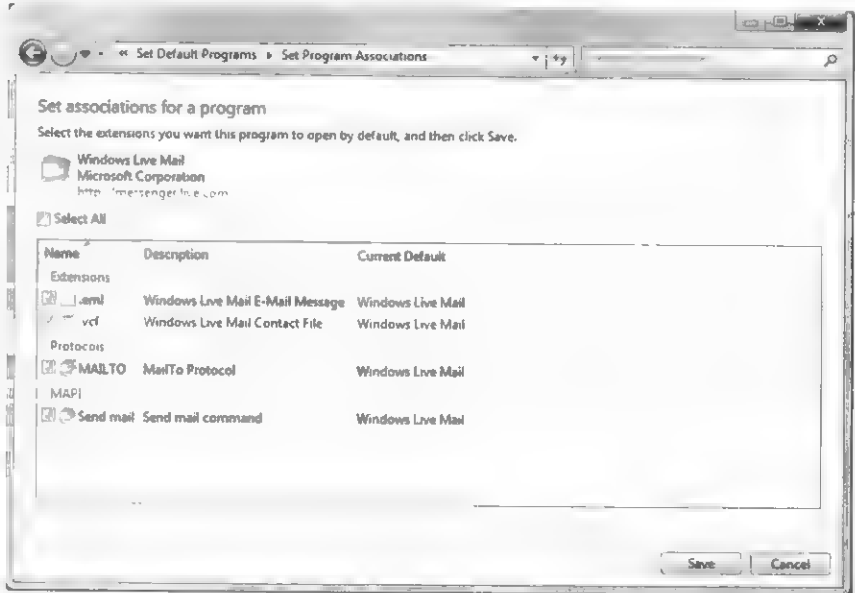 « Set Default Programs ▸ Set Program Associations
Set associations for a program
Select the extensions you want this program to open by default, and then click Save.
Windows Live Mail
Microsoft Corporation
Select All
Name Description Current Default
Extensions
.eml Windows Live Mail E-Mail Message Windows Live Mail
.vcf Windows Live Mail Contact File Windows Live Mail
Protocols
MAILTO MailTo Protocol Windows Live Mail
MAPI
Send mail Send mail command Windows Live Mail
Save Cancel